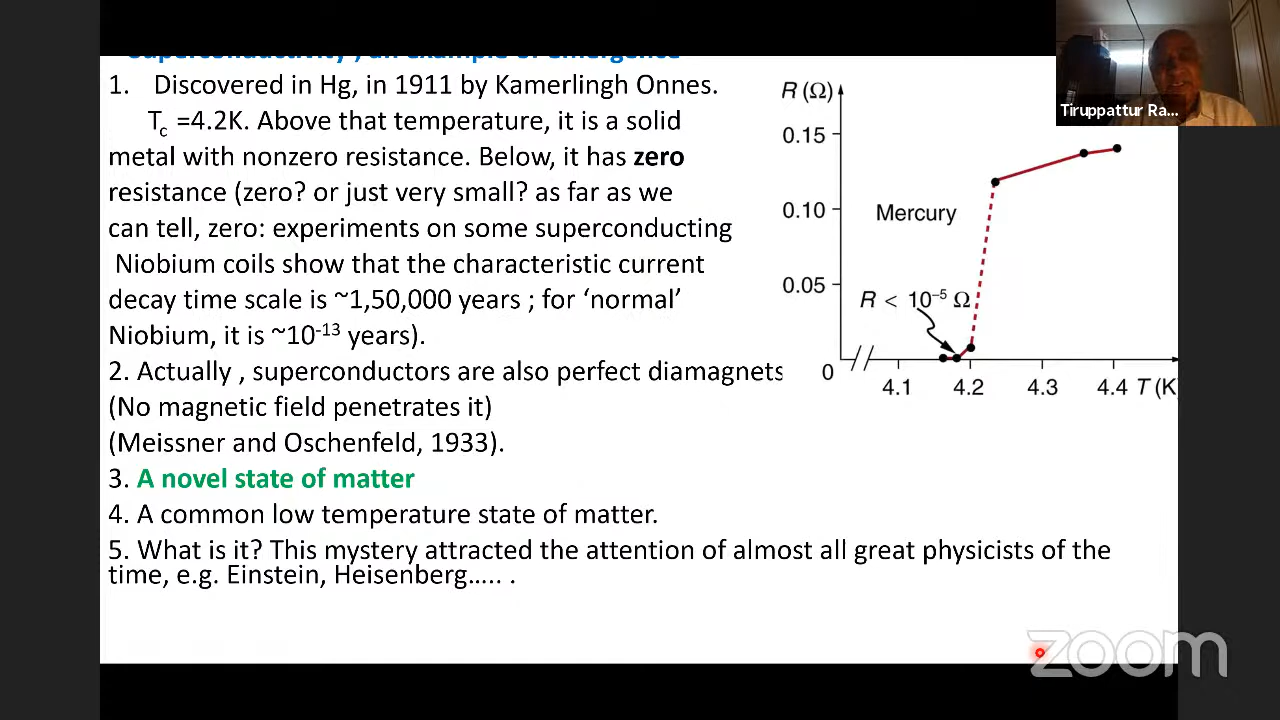 Superconductivity , an example of emergence
1. Discovered in Hg, in 1911 by Kamerlingh Onnes.
Tc =4.2K. Above that temperature, it is a solid
metal with nonzero resistance. Below, it has zero
resistance (zero? or just very small? as far as we
can tell, zero: experiments on some superconducting
Niobium coils show that the characteristic current
decay time scale is ~1,50,000 years ; for ‘normal’
Niobium, it is ~10-13 years).
2. Actually , superconductors are also perfect diamagnets
(No magnetic field penetrates it)
(Meissner and Oschenfeld, 1933).
3. A novel state of matter
4. A common low temperature state of matter.
5. What is it? This mystery attracted the attention of almost all great physicists of the
time, e.g. Einstein, Heisenberg….. .
R (Ω)
0.15
0.10
0.05
0
Mercury
R < 10–5 Ω
4.1 4.2 4.3 4.4 T (K
Tiruppattur Ra...
zoom